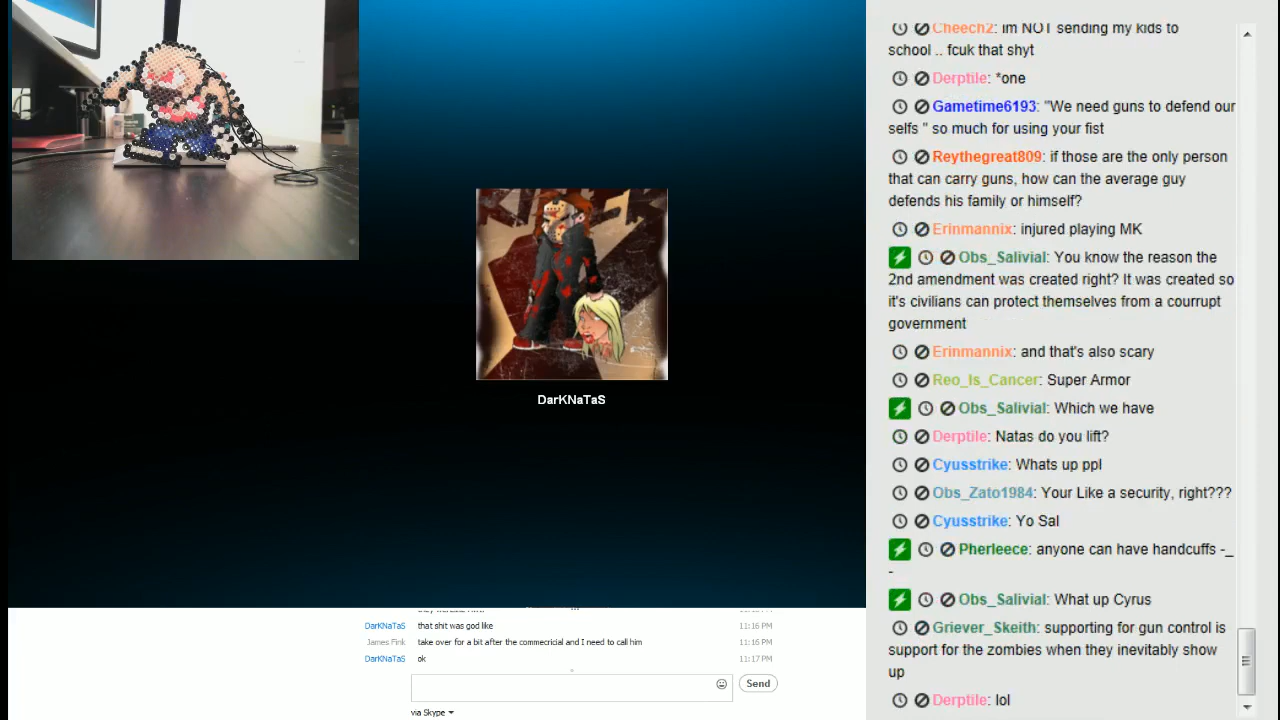 DarKNaTaS
DarKNaTaS that shit was god like 11:16 PM
James Fink take over for a bit after the commecricial and I need to call him 11:16 PM
DarKNaTaS ok 11:17 PM
Send
via Skype
Cheech2: im NOT sending my kids to
school .. fcuk that shyt
Derptile: *one
Gametime6193: "We need guns to defend our
selfs " so much for using your fist
Reythegreat809: if those are the only person
that can carry guns, how can the average guy
defends his family or himself?
Erinmannix: injured playing MK
Obs_Salivial: You know the reason the
2nd amendment was created right? It was created so
it's civilians can protect themselves from a courrupt
government
Erinmannix: and that's also scary
Reo_Is_Cancer: Super Armor
Obs_Salivial: Which we have
Derptile: Natas do you lift?
Cyusstrike: Whats up ppl
Obs_Zato1984: Your Like a security, right???
Cyusstrike: Yo Sal
Pherleece: anyone can have handcuffs -_
-
Obs_Salivial: What up Cyrus
Griever_Skeith: supporting for gun control is
support for the zombies when they inevitably show
up
Derptile: lol